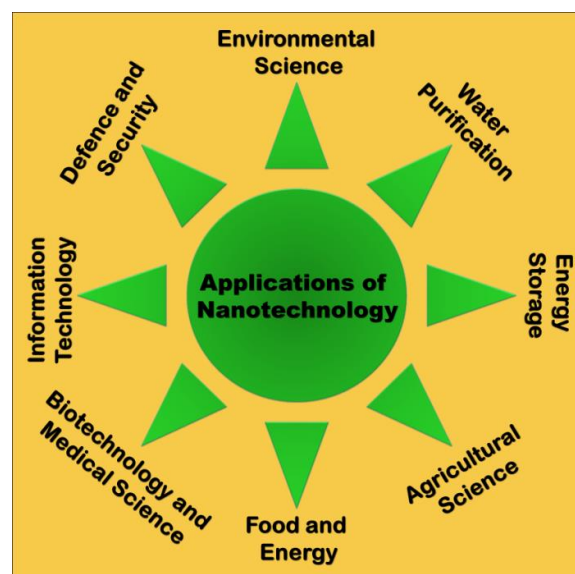 Environmental
Science
Water
Purification
Energy
Storage
Agricultural
Science
Food and
Energy
Biotechnology and
Medical Science
Information
Technology
Defence and
Security
Applications of
Nanotechnology